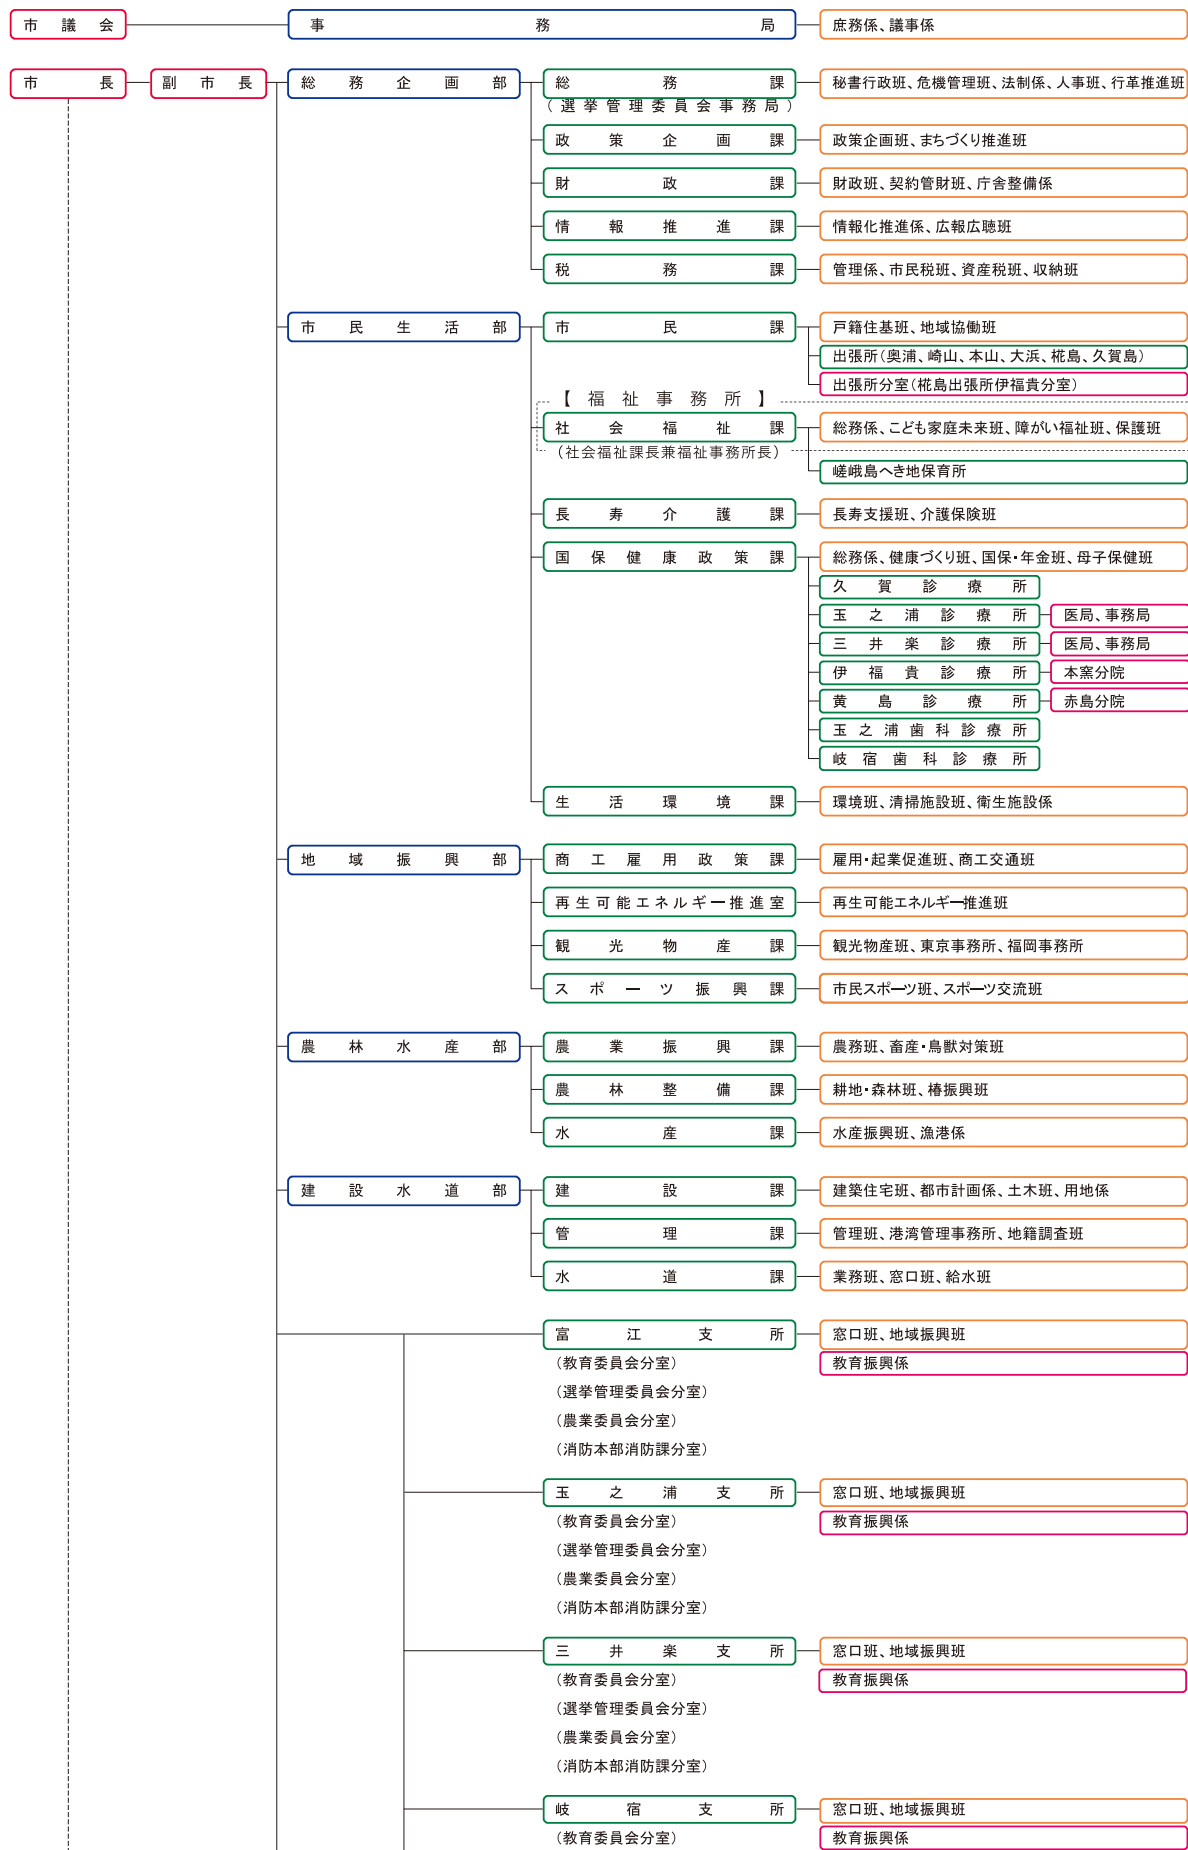 市議会 事務局 庶務係、議事係
市長 副市長 総務企画部 総務課 秘書行政班、危機管理班、法制係、人事班、行革推進班
（選挙管理委員会事務局）
政策企画課 政策企画班、まちづくり推進班
財政課 財政班、契約管財班、庁舎整備係
情報推進課 情報化推進係、広報広聴班
税務課 管理係、市民税班、資産税班、収納班
市民生活部 市民課 戸籍住基班、地域協働班
出張所（奥浦、崎山、本山、大浜、椛島、久賀島）
出張所分室（椛島出張所伊福貴分室）
【福祉事務所】
社会福祉課 総務係、こども家庭未来班、障がい福祉班、保護班
（社会福祉課長兼福祉事務所長）
嵯峨島へき地保育所
長寿介護課 長寿支援班、介護保険班
国保健康政策課 総務係、健康づくり班、国保・年金班、母子保健班
久賀診療所
玉之浦診療所 医局、事務局
三井楽診療所 医局、事務局
伊福貴診療所 本窯分院
黄島診療所 赤島分院
玉之浦歯科診療所
岐宿歯科診療所
生活環境課 環境班、清掃施設班、衛生施設係
地域振興部 商工雇用政策課 雇用・起業促進班、商工交通班
再生可能エネルギー推進室 再生可能エネルギー推進班
観光物産課 観光物産班、東京事務所、福岡事務所
スポーツ振興課 市民スポーツ班、スポーツ交流班
農林水産部 農業振興課 農務班、畜産・鳥獣対策班
農林整備課 耕地・森林班、椿振興班
水産課 水産振興班、漁港係
建設水道部 建設課 建築住宅班、都市計画係、土木班、用地係
管理課 管理班、港湾管理事務所、地籍調査班
水道課 業務班、窓口班、給水班
富江支所 窓口班、地域振興班
（教育委員会分室） 教育振興係
（選挙管理委員会分室）
（農業委員会分室）
（消防本部消防課分室）
玉之浦支所 窓口班、地域振興班
（教育委員会分室） 教育振興係
（選挙管理委員会分室）
（農業委員会分室）
（消防本部消防課分室）
三井楽支所 窓口班、地域振興班
（教育委員会分室） 教育振興係
（選挙管理委員会分室）
（農業委員会分室）
（消防本部消防課分室）
岐宿支所 窓口班、地域振興班
（教育委員会分室） 教育振興係